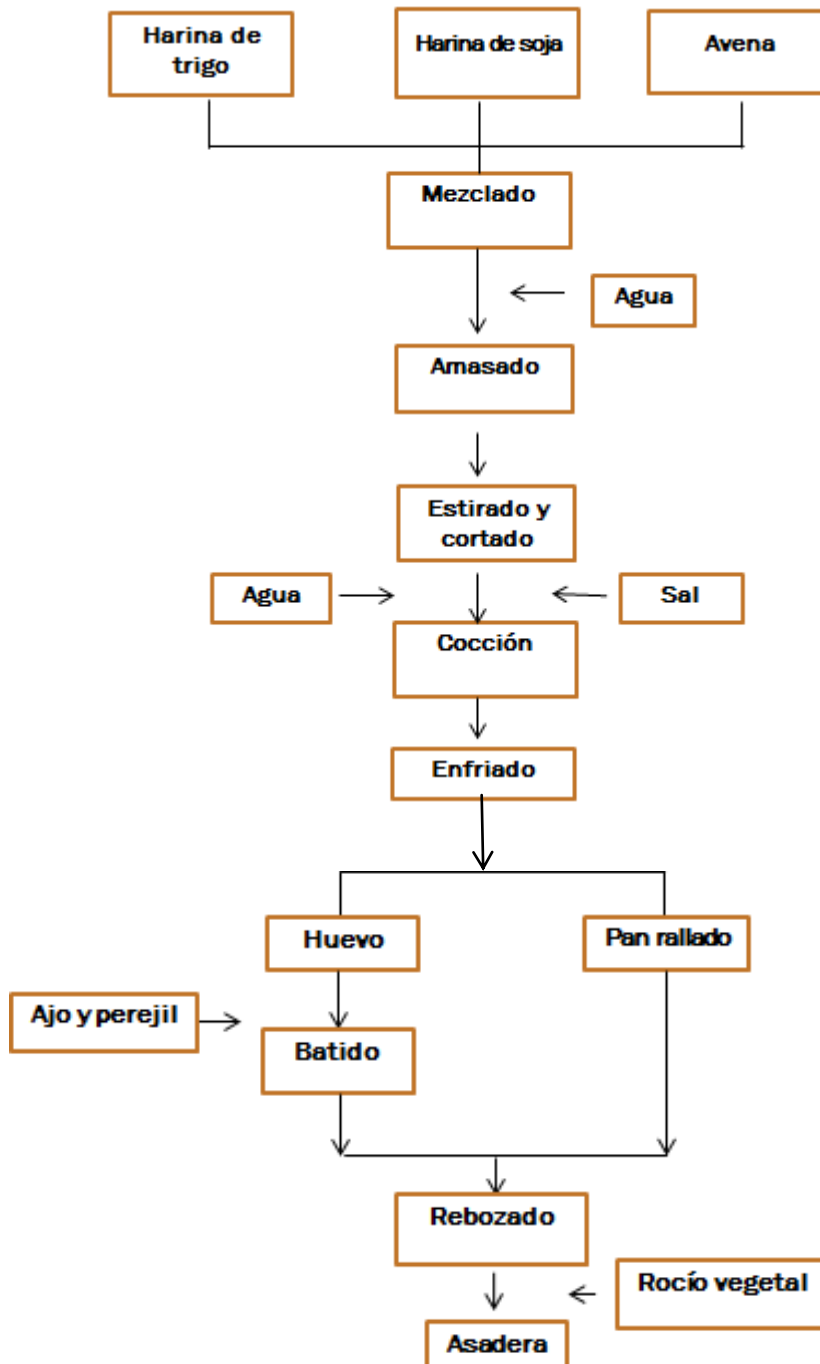 Harina de
trigo
Harina de soja
Avena
Mezclado
Agua
Amasado
Estirado y
cortado
Agua
Sal
Cocción
Enfriado
Huevo
Pan rallado
Ajo y perejil
Batido
Rebozado
Rocío vegetal
Asadera